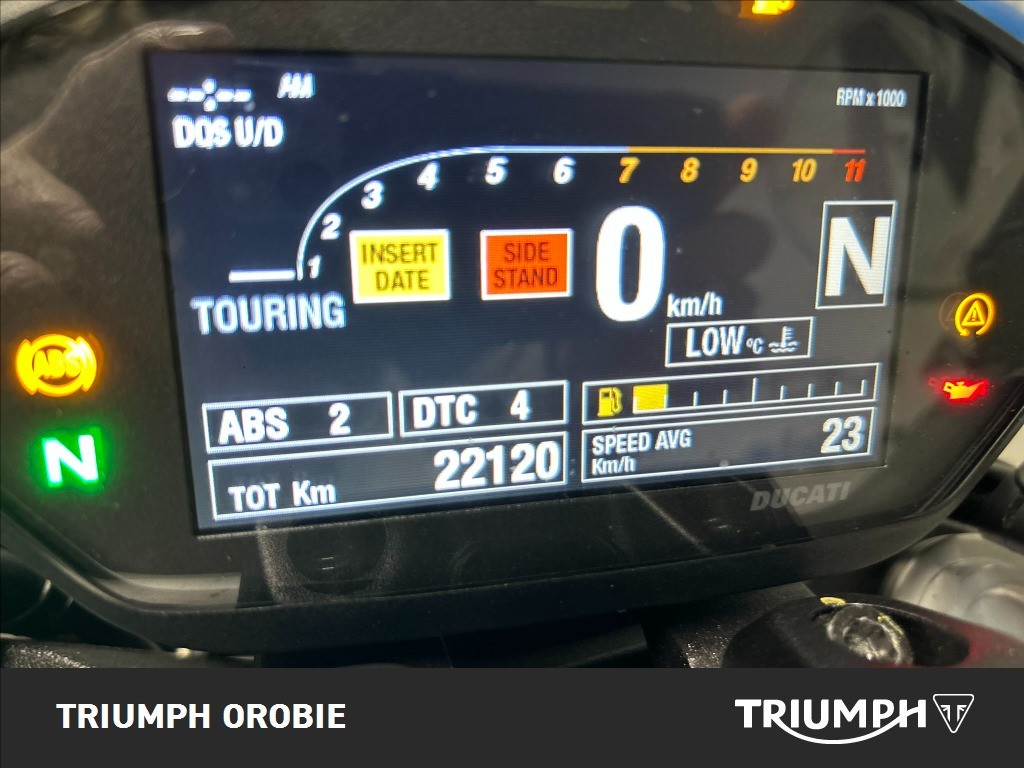 --:-- AM
RPM x 1000
DQS U/D
1 2 3 4 5 6 7 8 9 10 11
INSERT
DATE
SIDE
STAND
0
km/h
N
TOURING
LOW °C
ABS
N
ABS 2
DTC 4
TOT Km 22120
SPEED AVG
Km/h
23
DUCATI
TRIUMPH OROBIE
TRIUMPH